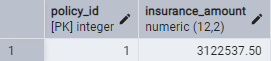 policy_id insurance_amount
[PK] integer numeric (12,2)
1 1 3122537.50